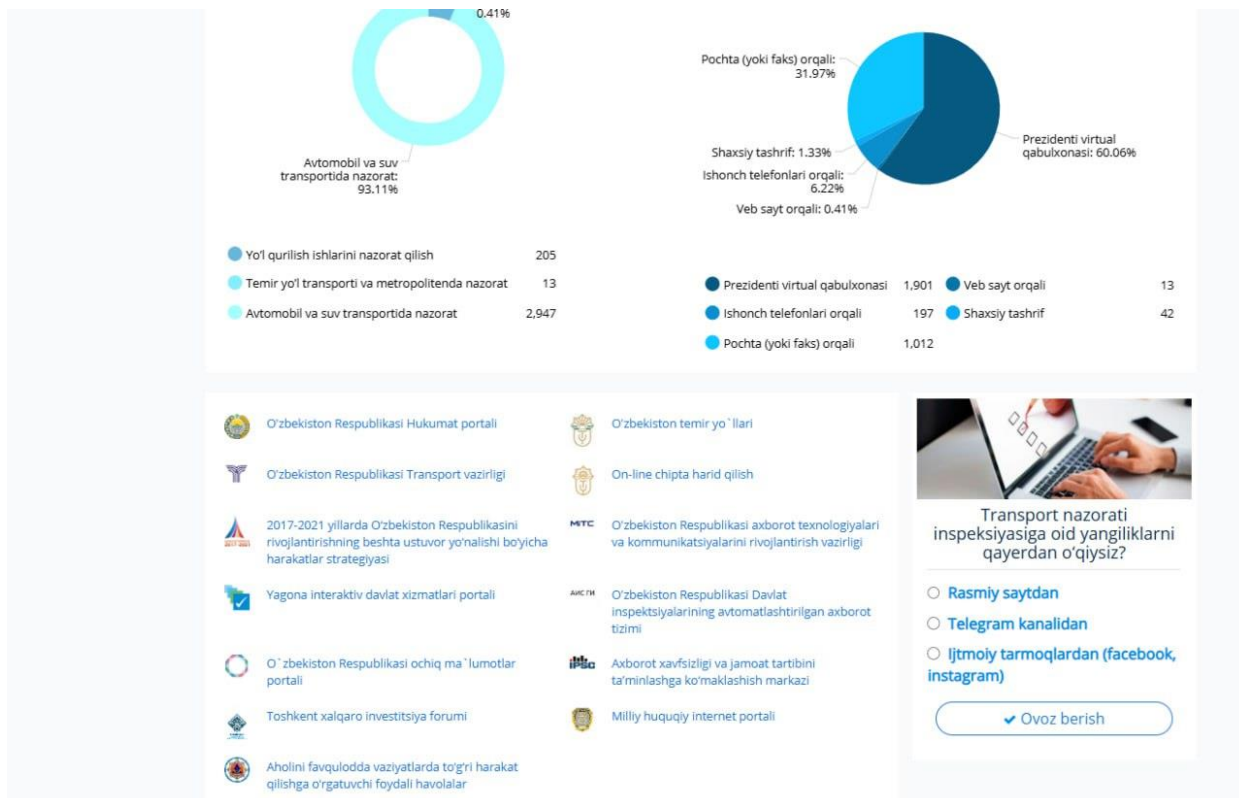 0.41%
Avtomobil va suv
transportida nazorat:
93.11%
Yo'l qurilish ishlarini nazorat qilish 205
Temir yo'l transporti va metropolitenda nazorat 13
Avtomobil va suv transportida nazorat 2,947
Pochta (yoki faks) orqali:
31.97%
Shaxsiy tashrif: 1.33%
Ishonch telefonlari orqali:
6.22%
Veb sayt orqali: 0.41%
Prezidenti virtual
qabulxonasi: 60.06%
Prezidenti virtual qabulxonasi 1,901 Veb sayt orqali 13
Ishonch telefonlari orqali 197 Shaxsiy tashrif 42
Pochta (yoki faks) orqali 1,012
O'zbekiston Respublikasi Hukumat portali
O'zbekiston Respublikasi Transport vazirligi
2017-2021 yillarda O'zbekiston Respublikasini
rivojlantirishning beshta ustuvor yo'nalishi bo'yicha
harakatlar strategiyasi
Yagona interaktiv davlat xizmatlari portali
O`zbekiston Respublikasi ochiq ma`lumotlar
portali
Toshkent xalqaro investitsiya forumi
Aholini favqulodda vaziyatlarda to'g'ri harakat
qilishga o'rgatuvchi foydali havolalar
O'zbekiston temir yo`llari
On-line chipta harid qilish
MITC
O'zbekiston Respublikasi axborot texnologiyalari
va kommunikatsiyalarini rivojlantirish vazirligi
АИС ГИ
O'zbekiston Respublikasi Davlat
inspektsiyalarining avtomatlashtirilgan axborot
tizimi
Axborot xavfsizligi va jamoat tartibini
ta'minlashga ko'maklashish markazi
Milliy huquqiy internet portali
Transport nazorati
inspeksiyasiga oid yangiliklarni
qayerdan o'qiysiz?
Rasmiy saytdan
Telegram kanalidan
Ijtmoiy tarmoqlardan (facebook,
instagram)
Ovoz berish